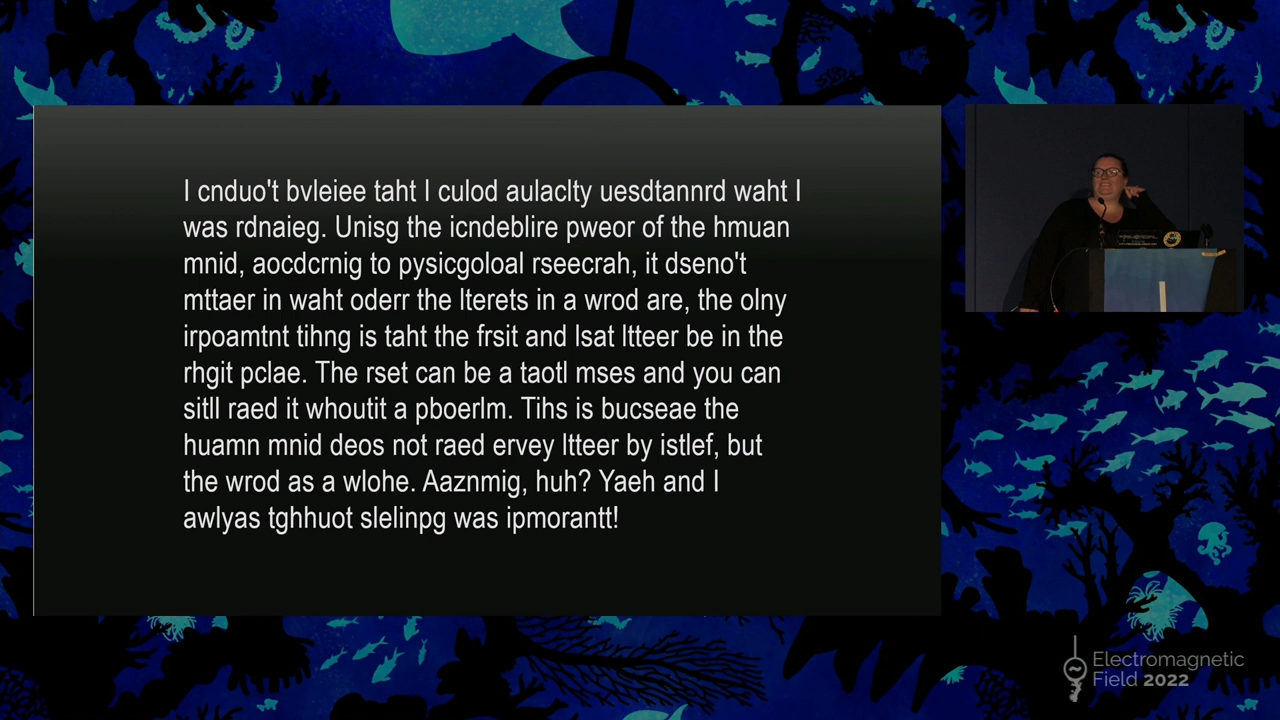 I cnduo't bvleiee taht I culod aulaclty uesdtannrd waht I
was rdnaieg. Unisg the icndeblire pweor of the hmuan
mnid, aocdcrnig to pysicgoloal rseecrah, it dseno't
mttaer in waht oderr the lterets in a wrod are, the olny
irpoamtnt tihng is taht the frsit and lsat ltteer be in the
rhgit pclae. The rset can be a taotl mses and you can
sitll raed it whoutit a pboerlm. Tihs is bucseae the
huamn mnid deos not raed ervey ltteer by istlef, but
the wrod as a wlohe. Aaznmig, huh? Yaeh and I
awlyas tghhuot slelinpg was ipmorantt!
Electromagnetic
Field 2022